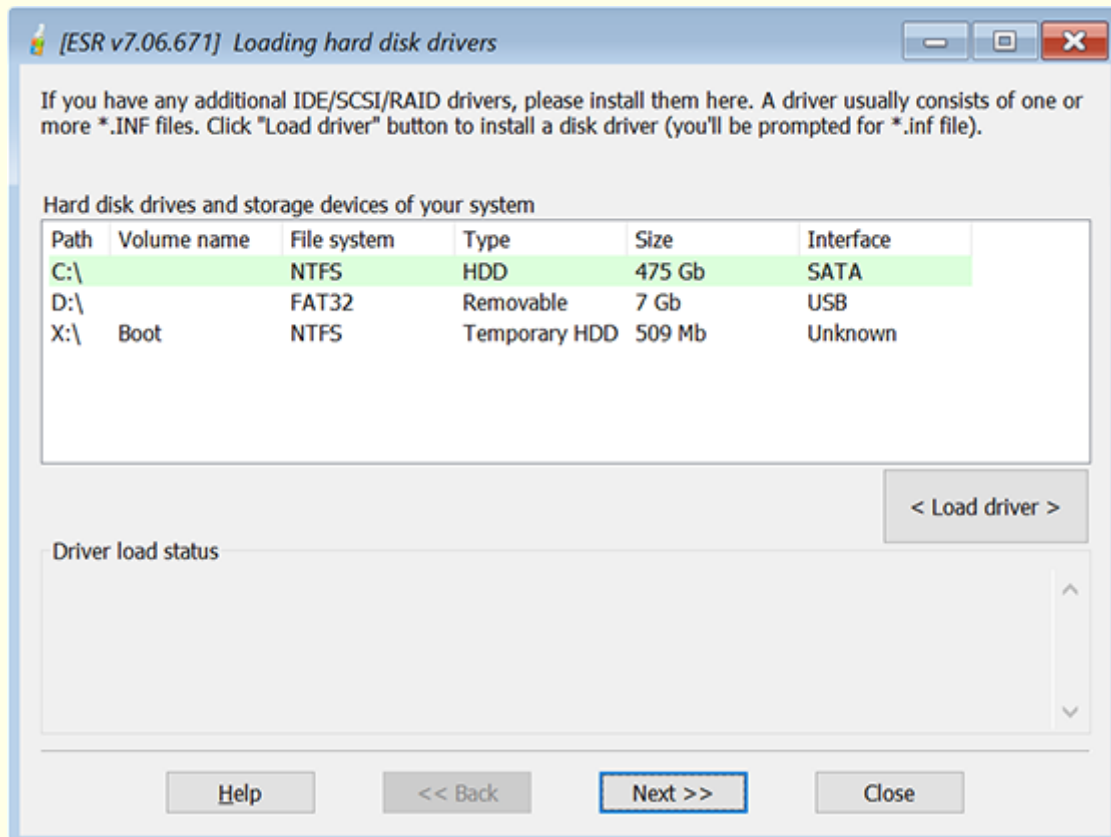 [ESR v7.06.671] Loading hard disk drivers
If you have any additional IDE/SCSI/RAID drivers, please install them here. A driver usually consists of one or
more *.INF files. Click "Load driver" button to install a disk driver (you'll be prompted for *.inf file).
Hard disk drives and storage devices of your system
Path Volume name File system Type Size Interface
C:\ NTFS HDD 475 Gb SATA
D:\ FAT32 Removable 7 Gb USB
X:\ Boot NTFS Temporary HDD 509 Mb Unknown
< Load driver >
Driver load status
Help << Back Next >> Close